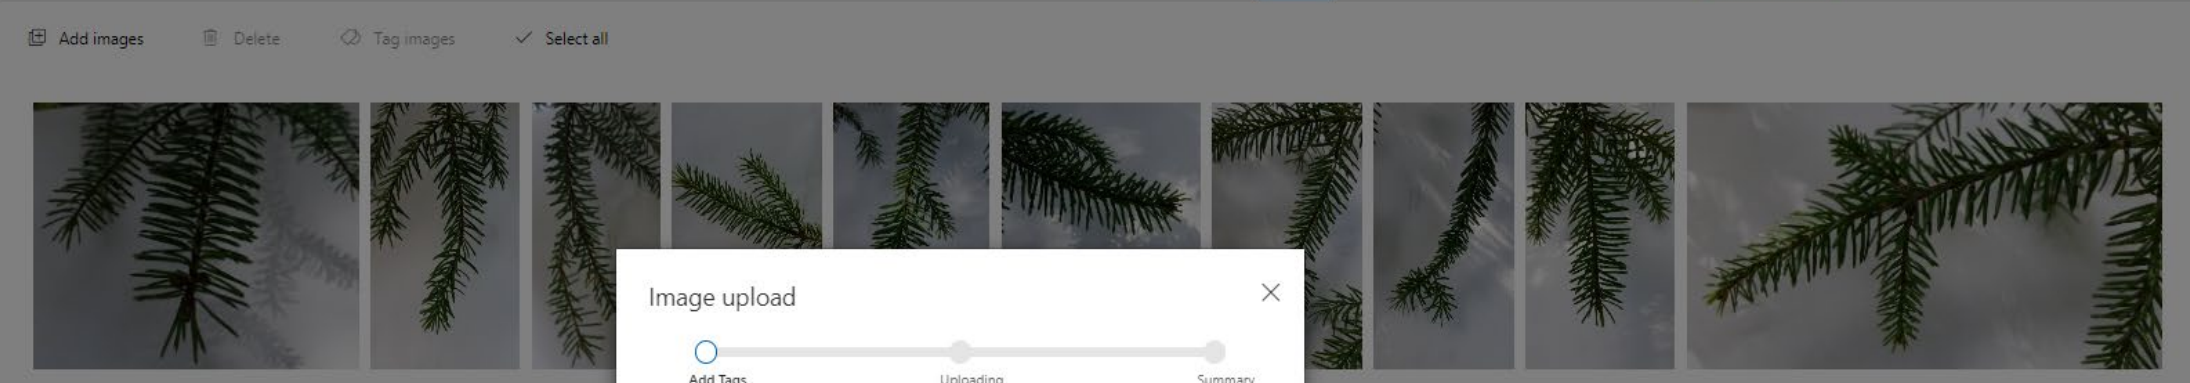 Add images Delete Tag images Select all
Image upload
Add Tags Uploading Summary